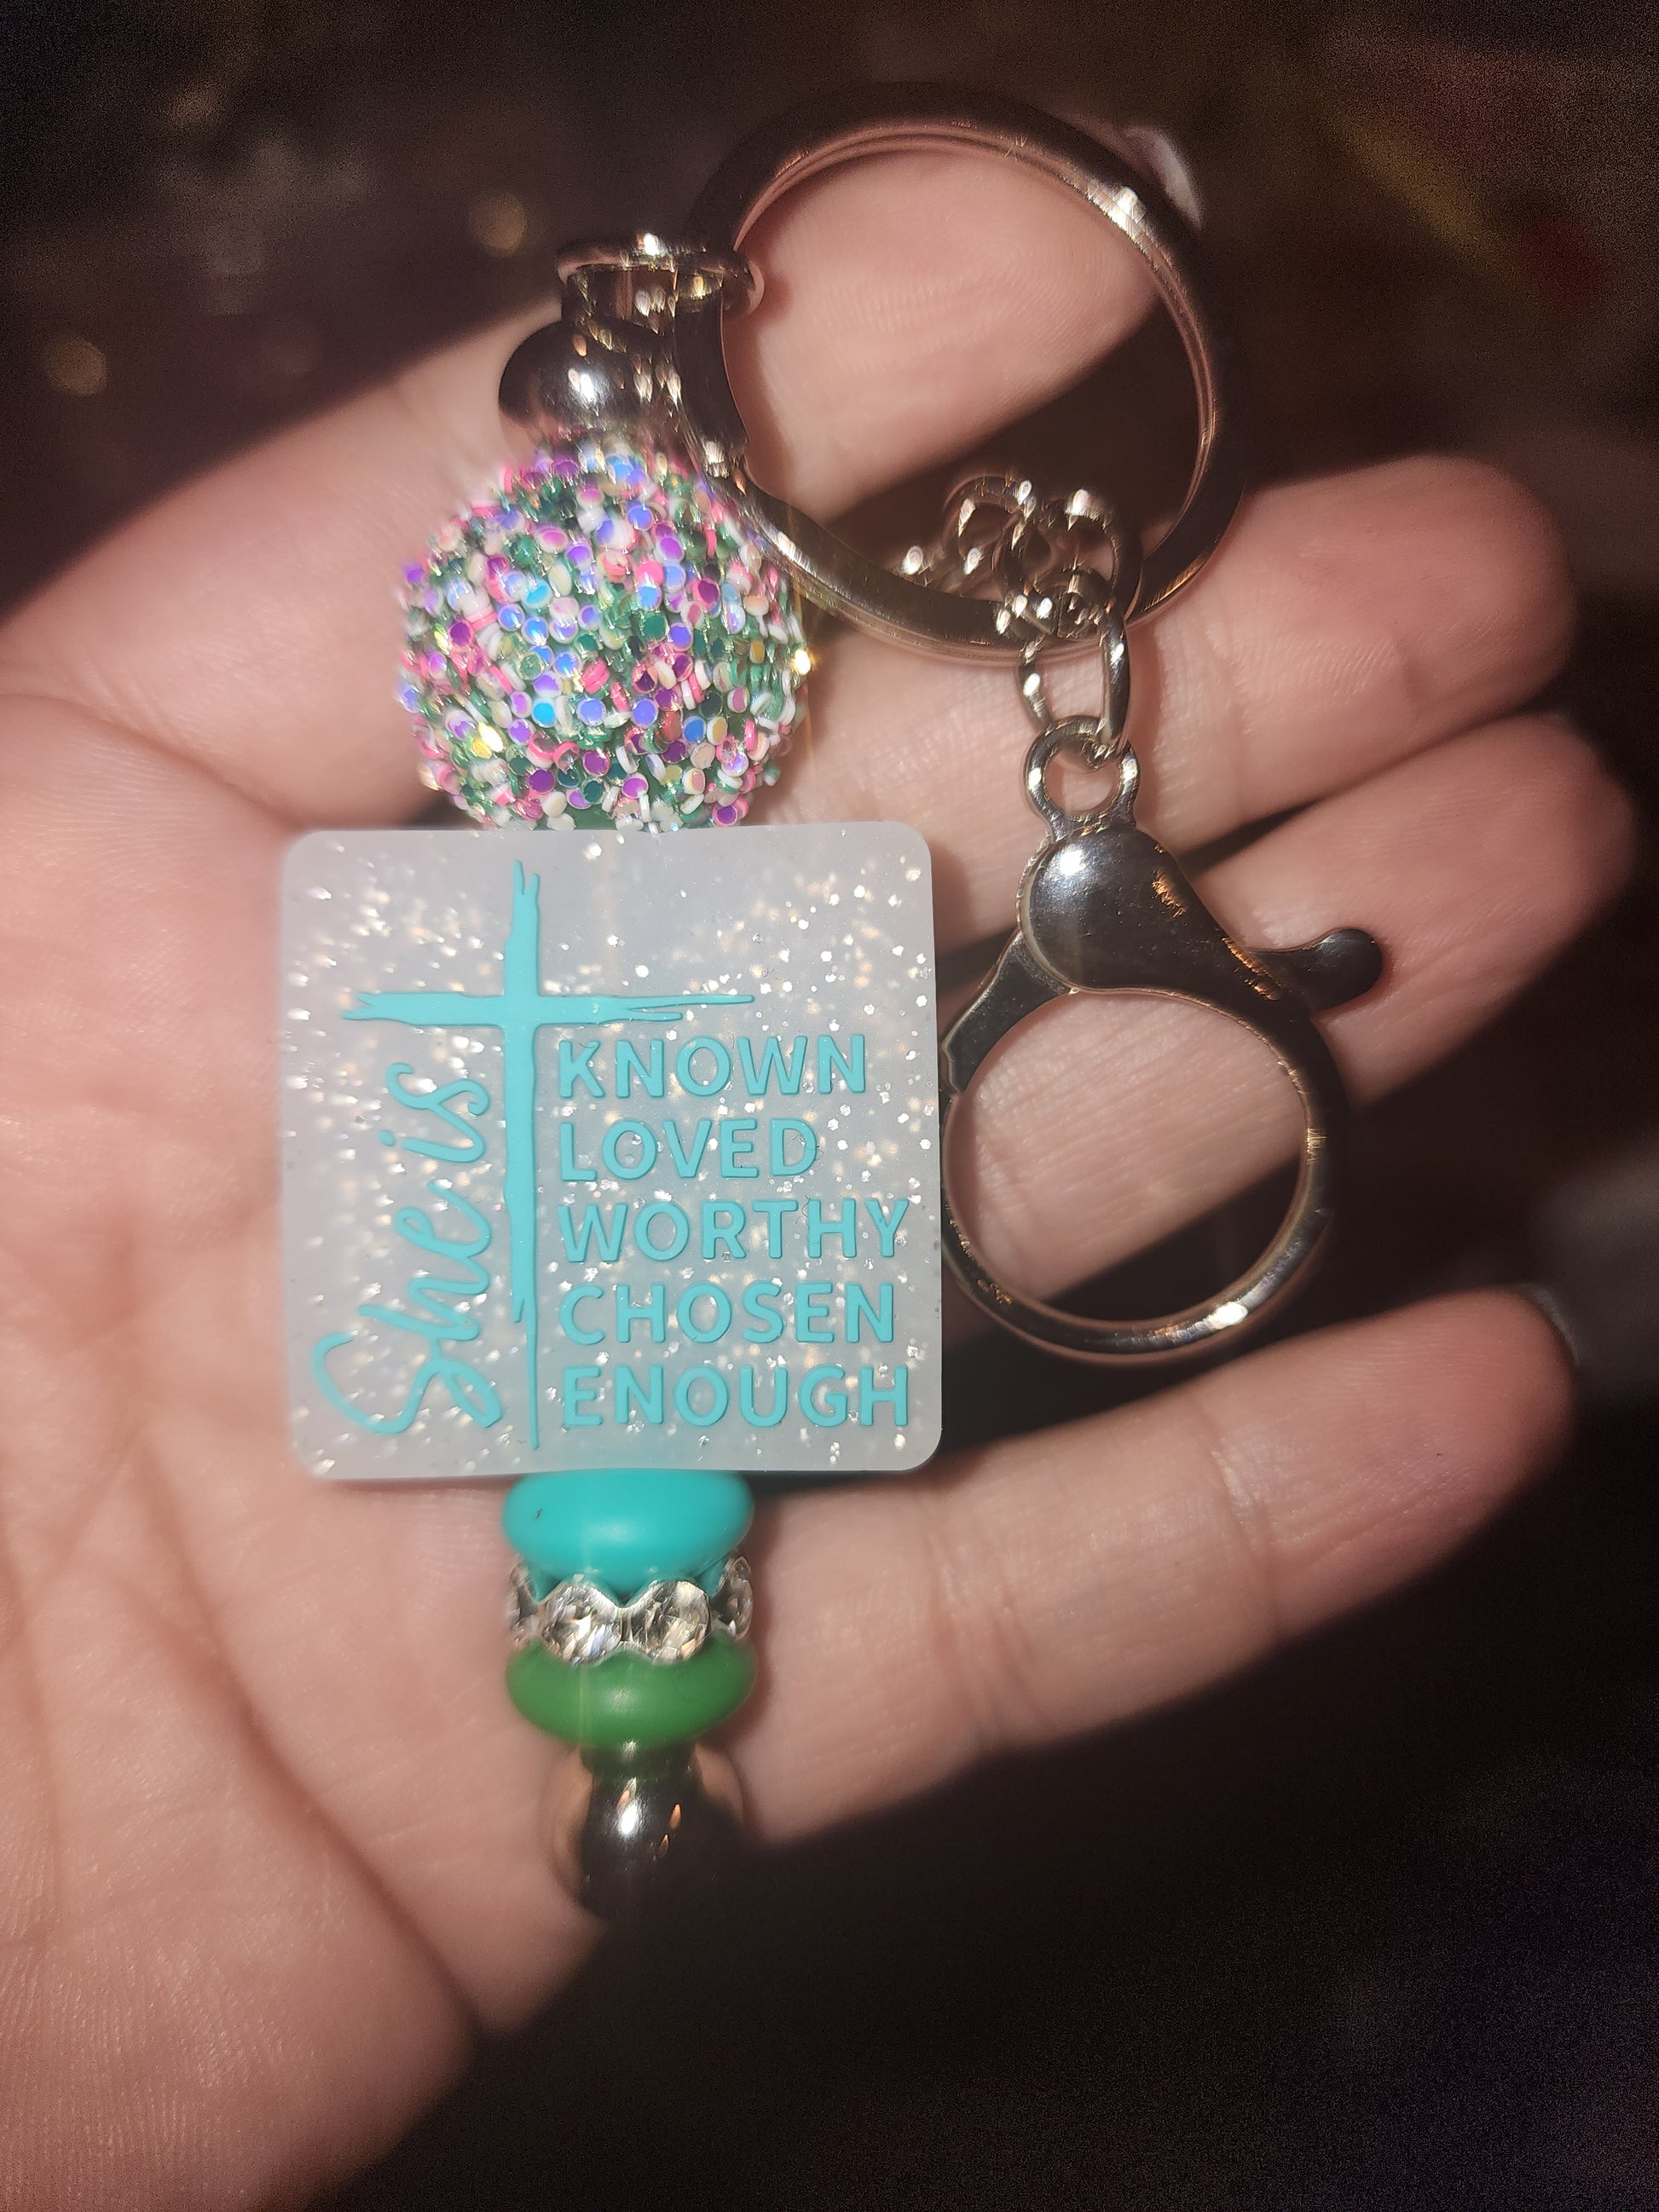 She is
KNOWN
LOVED
WORTHY
CHOSEN
ENOUGH